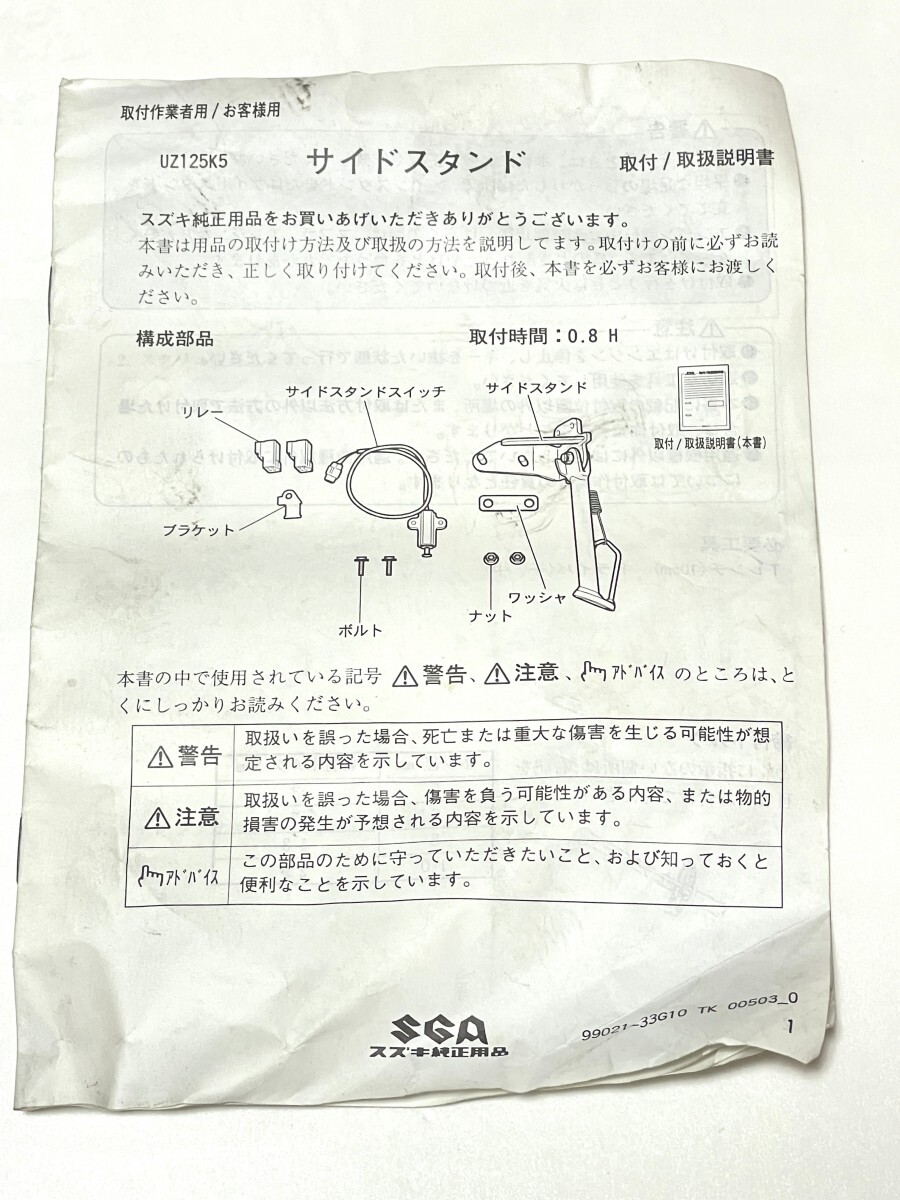 取付作業者用/お客様用
UZ125K5 サイドスタンド 取付/取扱説明書
スズキ純正用品をお買いあげいただきありがとうございます。
本書は用品の取付け方法及び取扱の方法を説明してます。取付けの前に必ずお読
みいただき、正しく取り付けてください。取付後、本書を必ずお客様にお渡しく
ださい。
構成部品 取付時間:0.8 H
リレー
サイドスタンドスイッチ
サイドスタンド
取付/取扱説明書(本書)
ブラケット
ボルト
ナット
ワッシャ
本書の中で使用されている記号 ⚠警告、⚠注意、アドバイス のところは、と
くにしっかりお読みください。
⚠警告
取扱いを誤った場合、死亡または重大な傷害を生じる可能性が想
定される内容を示しています。
⚠注意
取扱いを誤った場合、傷害を負う可能性がある内容、または物的
損害の発生が予想される内容を示しています。
アドバイス
この部品のために守っていただきたいこと、および知っておくと
便利なことを示しています。
SGA
スズキ純正用品
99021-33G10 TK 00503_0
1